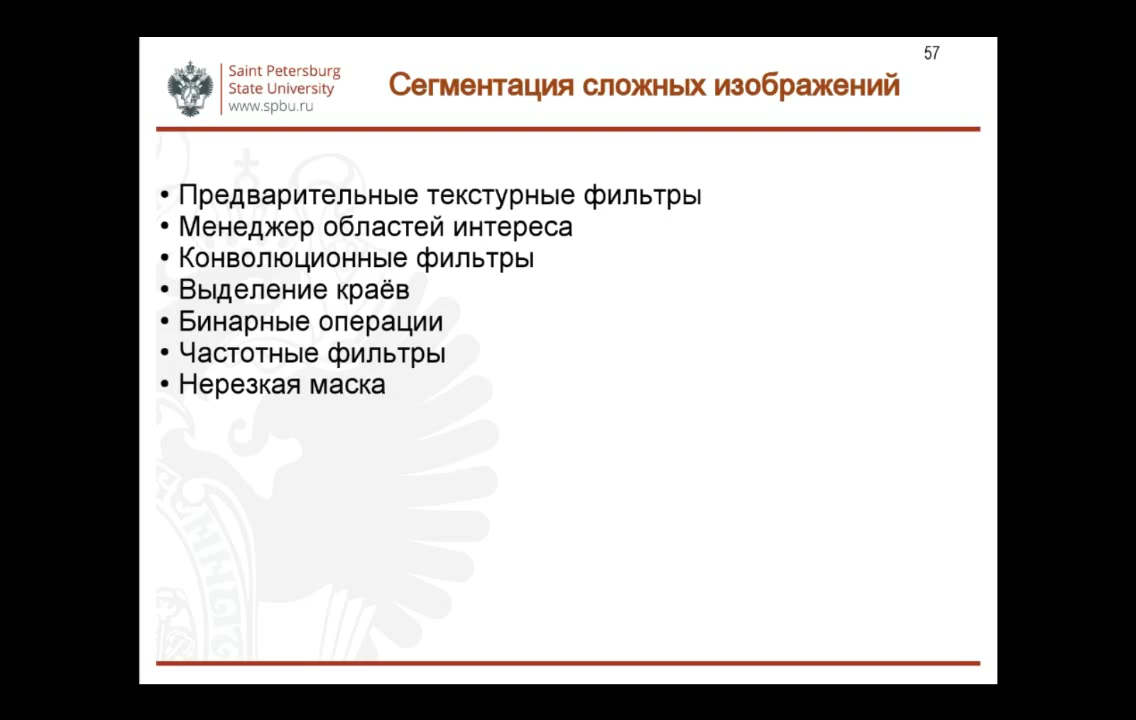 57
Saint Petersburg
State University
www.spbu.ru
Сегментация сложных изображений
• Предварительные текстурные фильтры
• Менеджер областей интереса
• Конволюционные фильтры
• Выделение краёв
• Бинарные операции
• Частотные фильтры
• Нерезкая маска